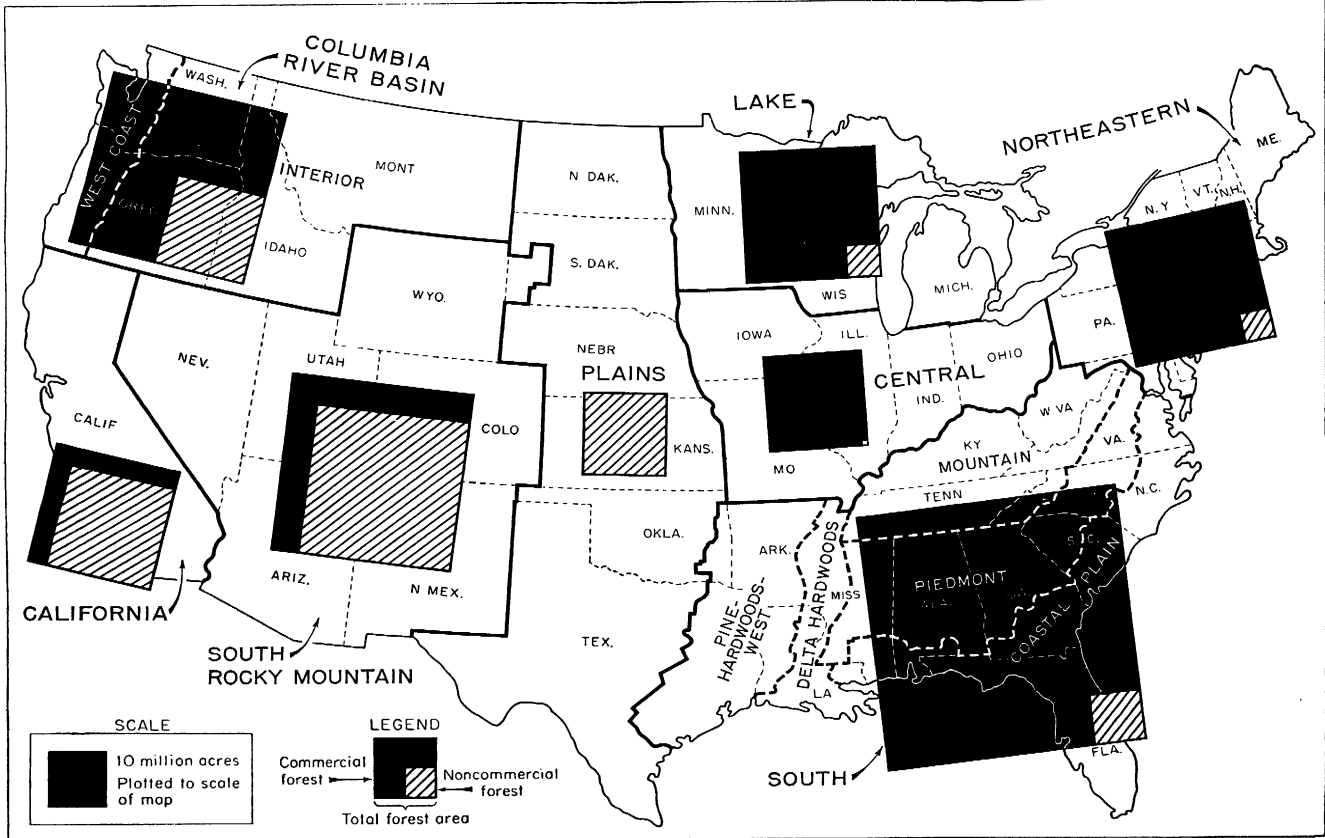 COLUMBIA
RIVER BASIN
WASH.
WEST COAST
OREG.
INTERIOR
MONT
IDAHO
N DAK.
S. DAK.
WYO.
NEBR
PLAINS
KANS.
OKLA.
TEX.
LAKE
MINN.
WIS
MICH.
NORTHEASTERN
ME.
VT.
N.H.
N.Y
PA.
IOWA
ILL.
IND.
OHIO
CENTRAL
MO
NEV.
UTAH
COLO
CALIF
ARIZ.
N MEX.
CALIFORNIA
SOUTH
ROCKY MOUNTAIN
W VA
VA.
KY
MOUNTAIN
TENN
N.C.
S.C.
ARK.
MISS
LA
PINE-
HARDWOODS-
WEST
DELTA HARDWOODS
PIEDMONT
ALA.
COASTAL PLAIN
FLA.
SOUTH
SCALE
10 million acres
Plotted to scale
of map
LEGEND
Commercial
forest
Noncommercial
forest
Total forest area